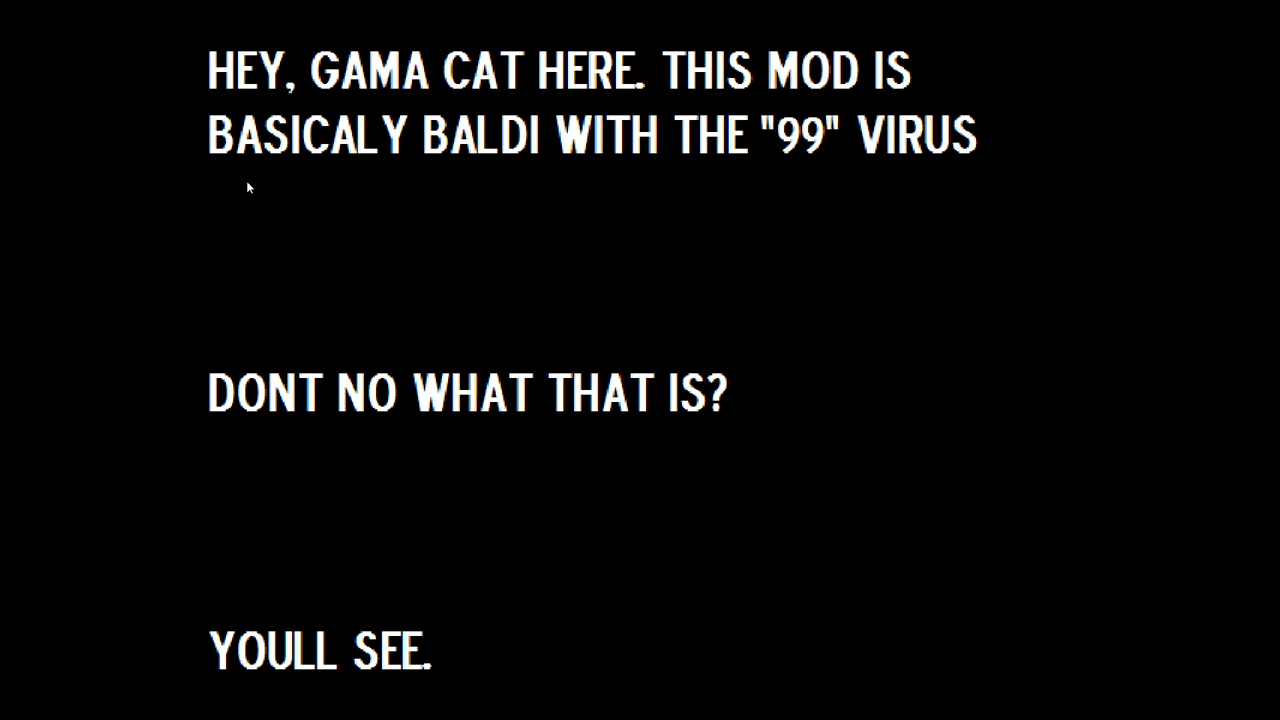 HEY, GAMA CAT HERE. THIS MOD IS
BASICALY BALDI WITH THE "99" VIRUS
DONT NO WHAT THAT IS?
YOULL SEE.